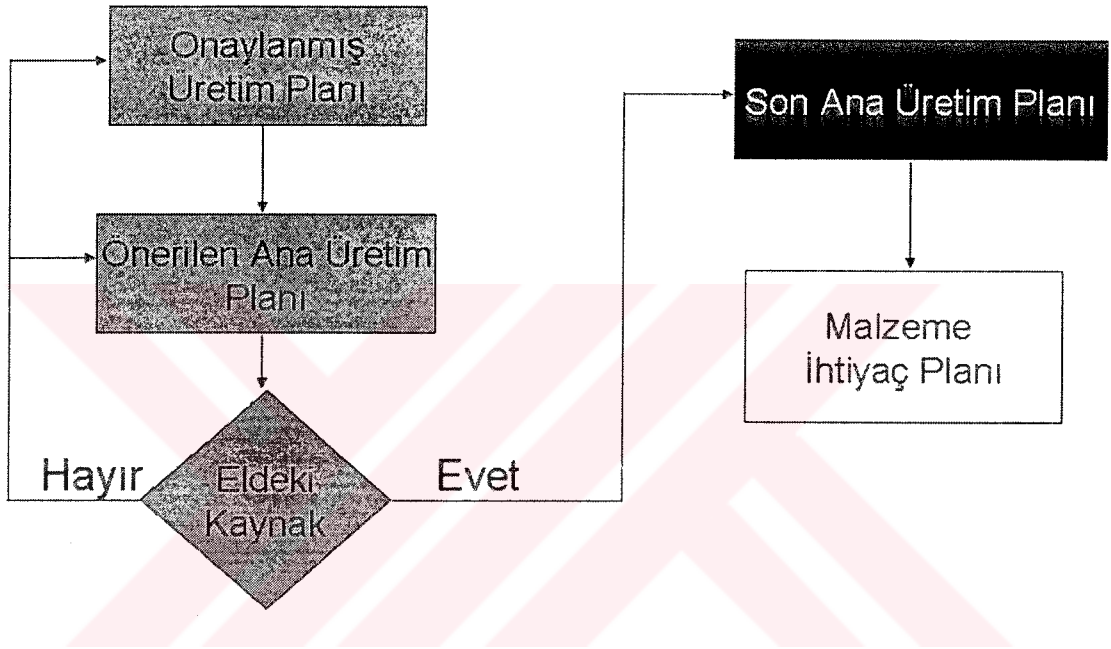 Onaylanmış
Üretim Planı
Önerilen Ana Üretim
Planı
Hayır
Eldeki
Kaynak
Evet
Son Ana Üretim Planı
Malzeme
İhtiyaç Planı